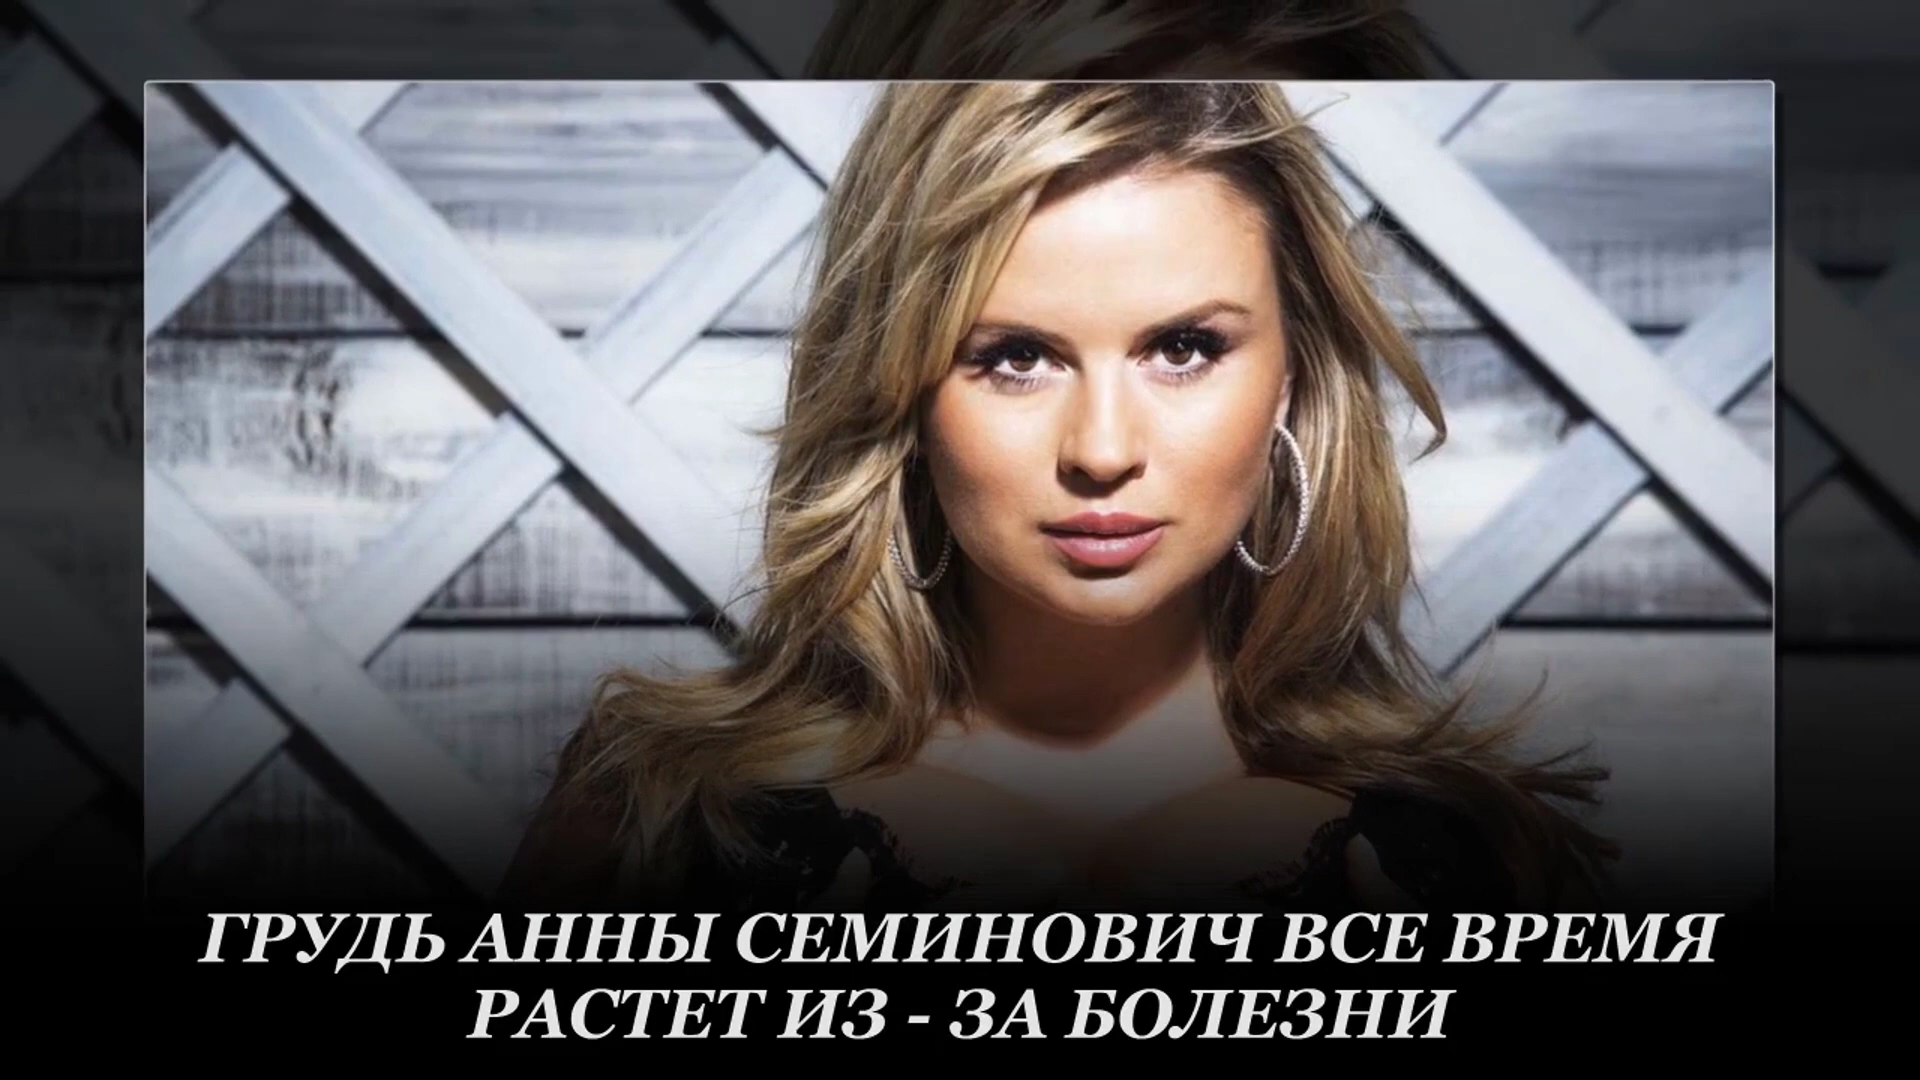 ГРУДЬ АННЫ СЕМИНОВИЧ ВСЕ ВРЕМЯ
РАСТЕТ ИЗ - ЗА БОЛЕЗНИ